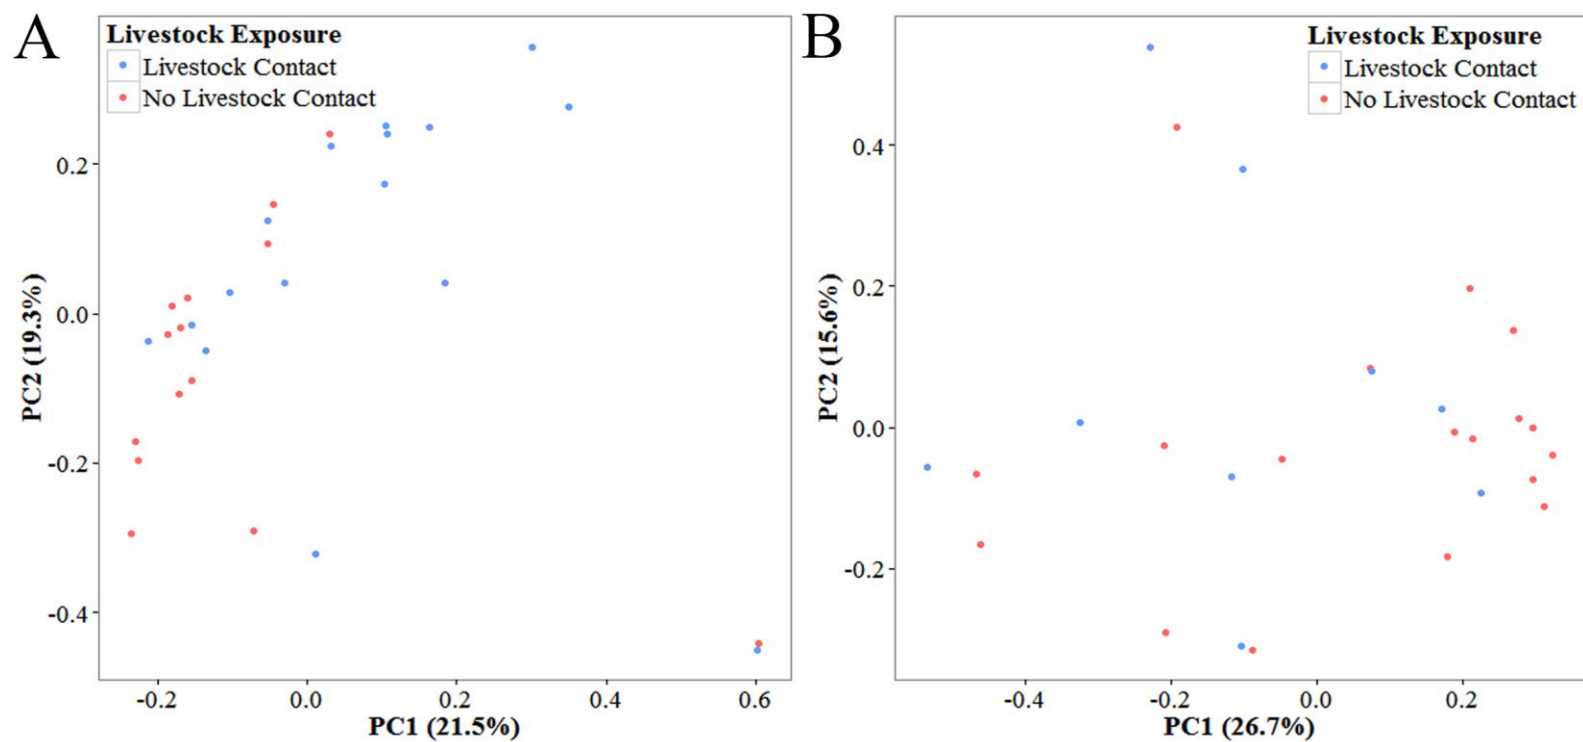 A
Livestock Exposure
Livestock Contact
No Livestock Contact
0.2
0.0
-0.2
-0.4
PC2 (19.3%)
-0.2
0.0
0.2
0.4
0.6
PC1 (21.5%)
B
Livestock Exposure
Livestock Contact
No Livestock Contact
0.4
0.2
0.0
-0.2
PC2 (15.6%)
-0.4
-0.2
0.0
0.2
PC1 (26.7%)